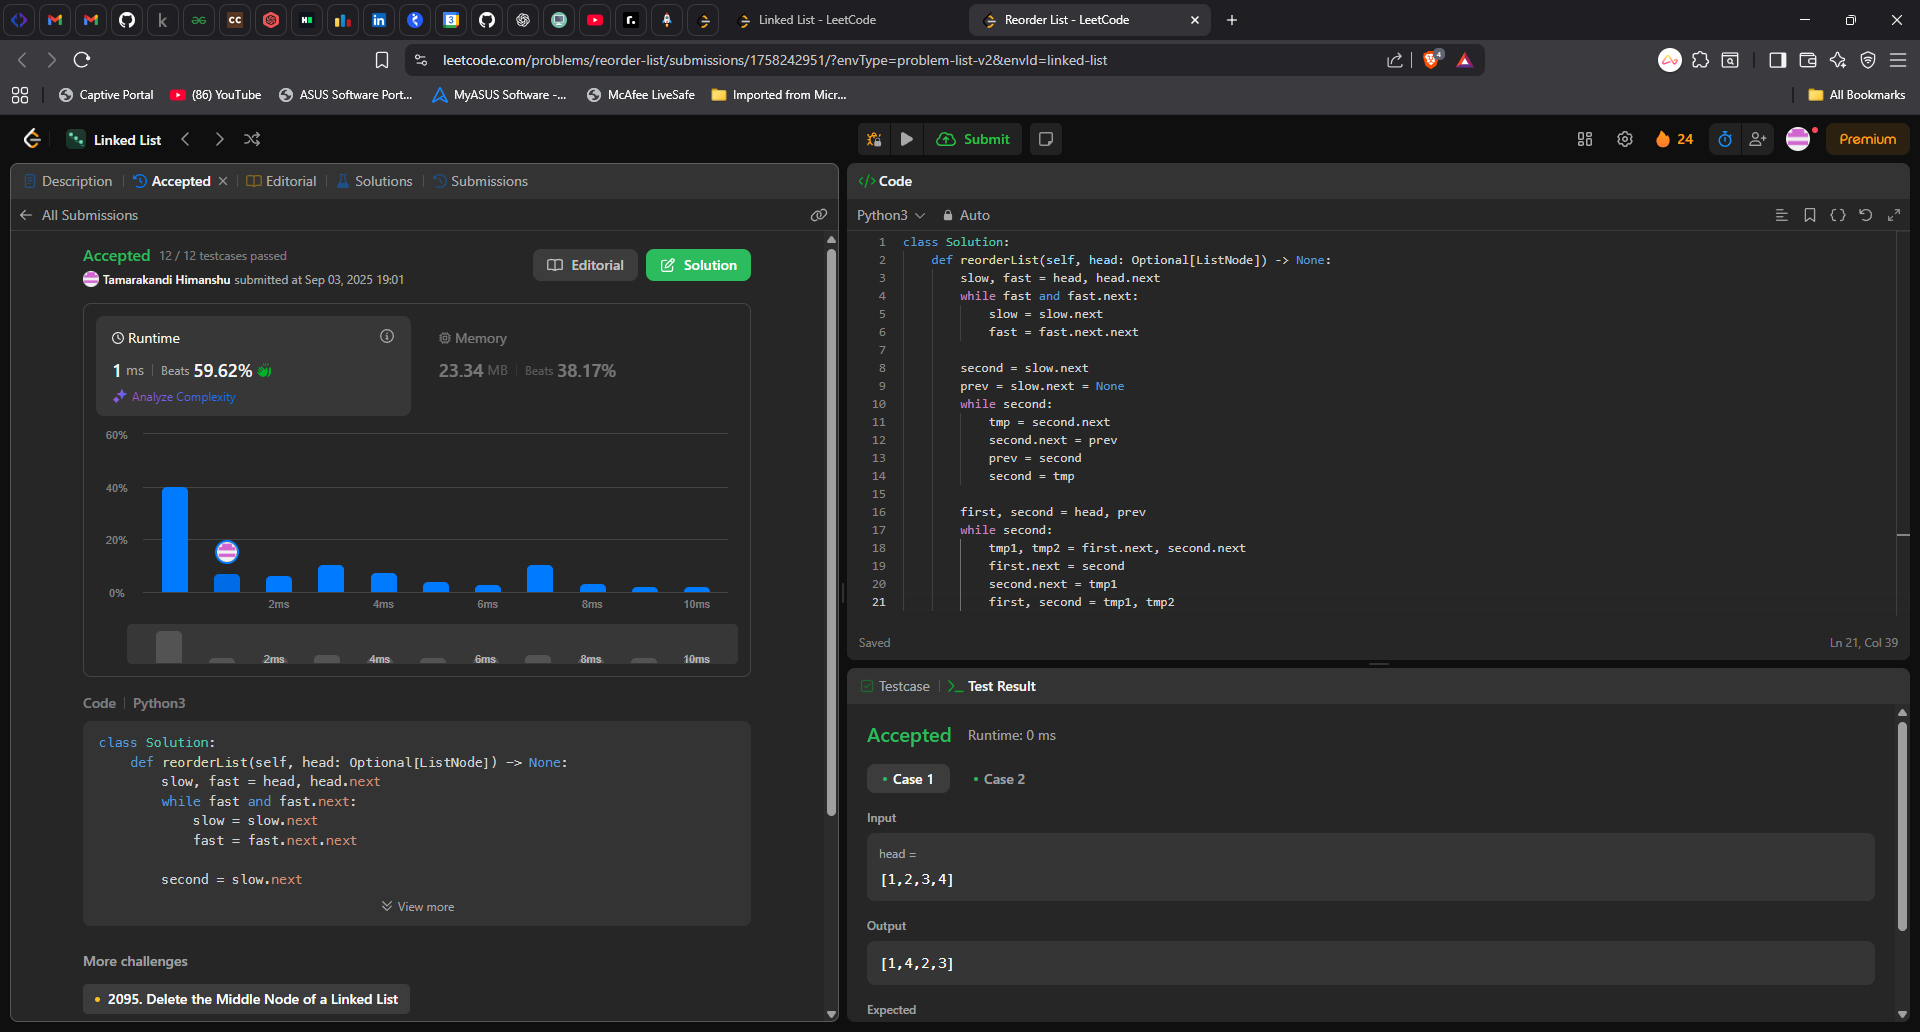 Linked List - LeetCode
Reorder List - LeetCode
leetcode.com/problems/reorder-list/submissions/1758242951/?envType=problem-list-v2&envId=linked-list
4
Captive Portal
(86) YouTube
ASUS Software Port...
MyASUS Software -...
McAfee LiveSafe
Imported from Micr...
All Bookmarks
Linked List
Submit
24
Premium
Description
Accepted
Editorial
Solutions
Submissions
All Submissions
Accepted 12 / 12 testcases passed
Tamarakandi Himanshu submitted at Sep 03, 2025 19:01
Editorial
Solution
Runtime
1 ms | Beats 59.62%
Analyze Complexity
Memory
23.34 MB | Beats 38.17%
60%
40%
20%
0%
2ms 4ms 6ms 8ms 10ms
2ms 4ms 6ms 8ms 10ms
Code | Python3
class Solution:
def reorderList(self, head: Optional[ListNode]) -> None:
slow, fast = head, head.next
while fast and fast.next:
slow = slow.next
fast = fast.next.next
second = slow.next
View more
More challenges
2095. Delete the Middle Node of a Linked List
</> Code
Python3
Auto
1 class Solution:
2 def reorderList(self, head: Optional[ListNode]) -> None:
3 slow, fast = head, head.next
4 while fast and fast.next:
5 slow = slow.next
6 fast = fast.next.next
7
8 second = slow.next
9 prev = slow.next = None
10 while second:
11 tmp = second.next
12 second.next = prev
13 prev = second
14 second = tmp
15
16 first, second = head, prev
17 while second:
18 tmp1, tmp2 = first.next, second.next
19 first.next = second
20 second.next = tmp1
21 first, second = tmp1, tmp2
Saved
Ln 21, Col 39
Testcase
Test Result
Accepted Runtime: 0 ms
Case 1
Case 2
Input
head =
[1,2,3,4]
Output
[1,4,2,3]
Expected